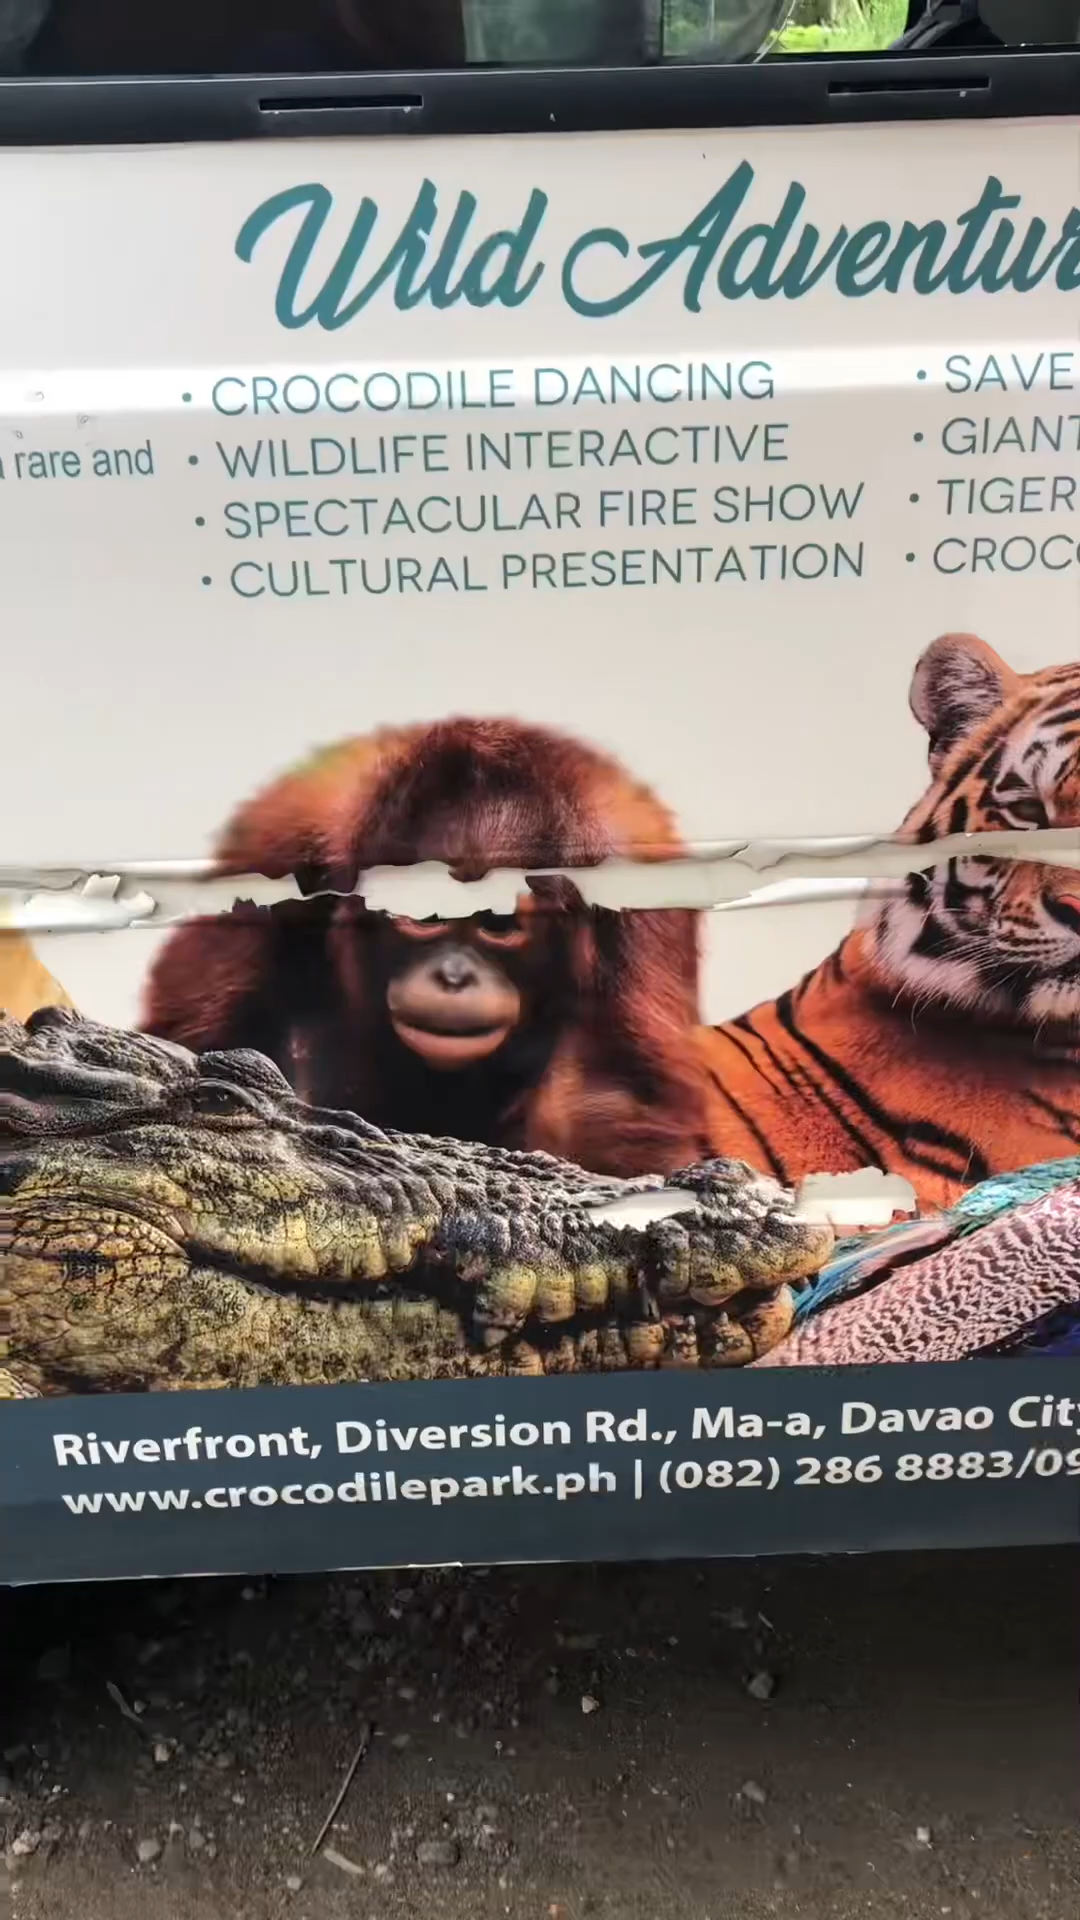 Wild Adventur
• CROCODILE DANCING
• WILDLIFE INTERACTIVE
• SPECTACULAR FIRE SHOW
• CULTURAL PRESENTATION
• SAVE
• GIANT
• TIGER
• CROCO
rare and
Riverfront, Diversion Rd., Ma-a, Davao City
www.crocodilepark.ph | (082) 286 8883/09